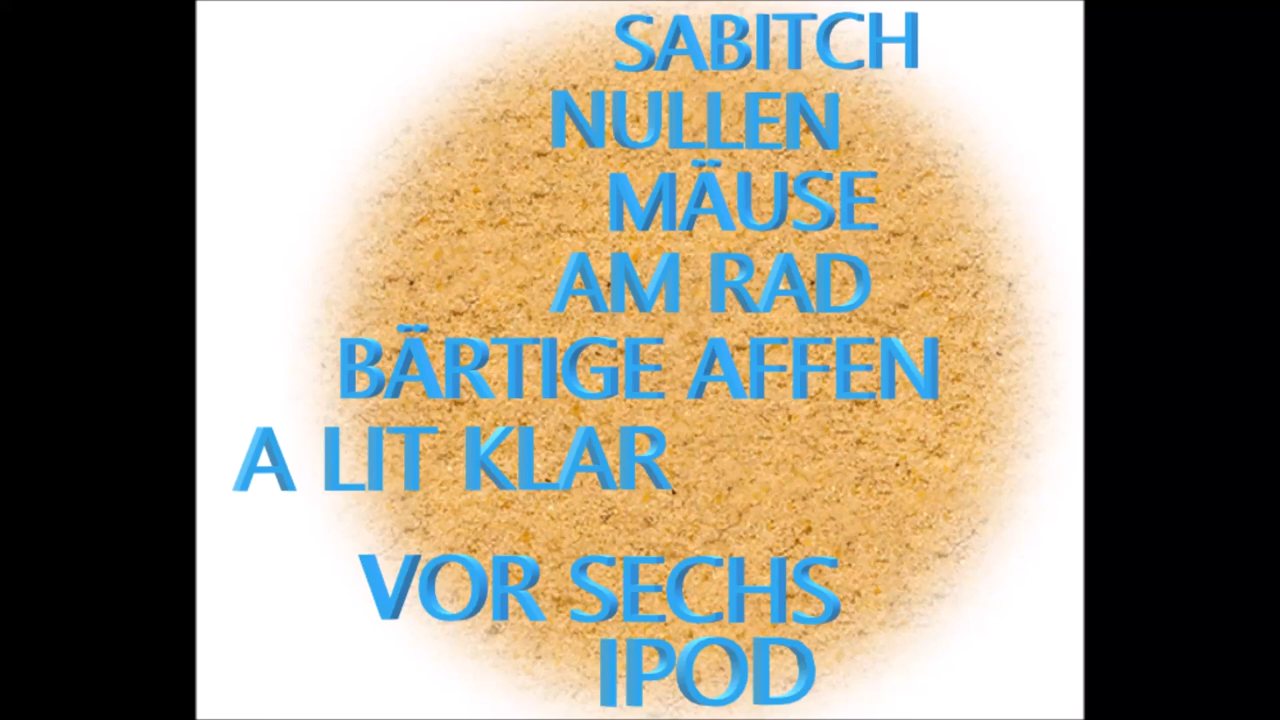 SABITCH
NULLEN
MÄUSE
AM RAD
BÄRTIGE AFFEN
A LIT KLAR
VOR SECHS
IPOD